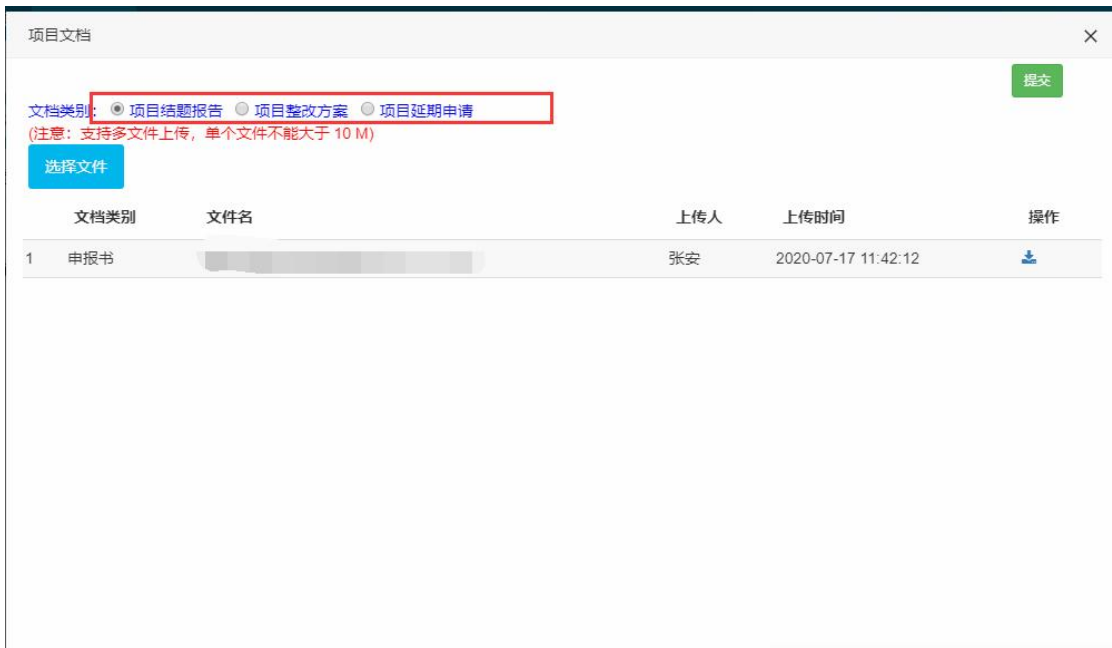 项目文档
提交
文档类别: 项目结题报告 项目整改方案 项目延期申请
(注意：支持多文件上传，单个文件不能大于 10 M)
选择文件
文档类别 文件名 上传人 上传时间 操作
1 申报书 张安 2020-07-17 11:42:12